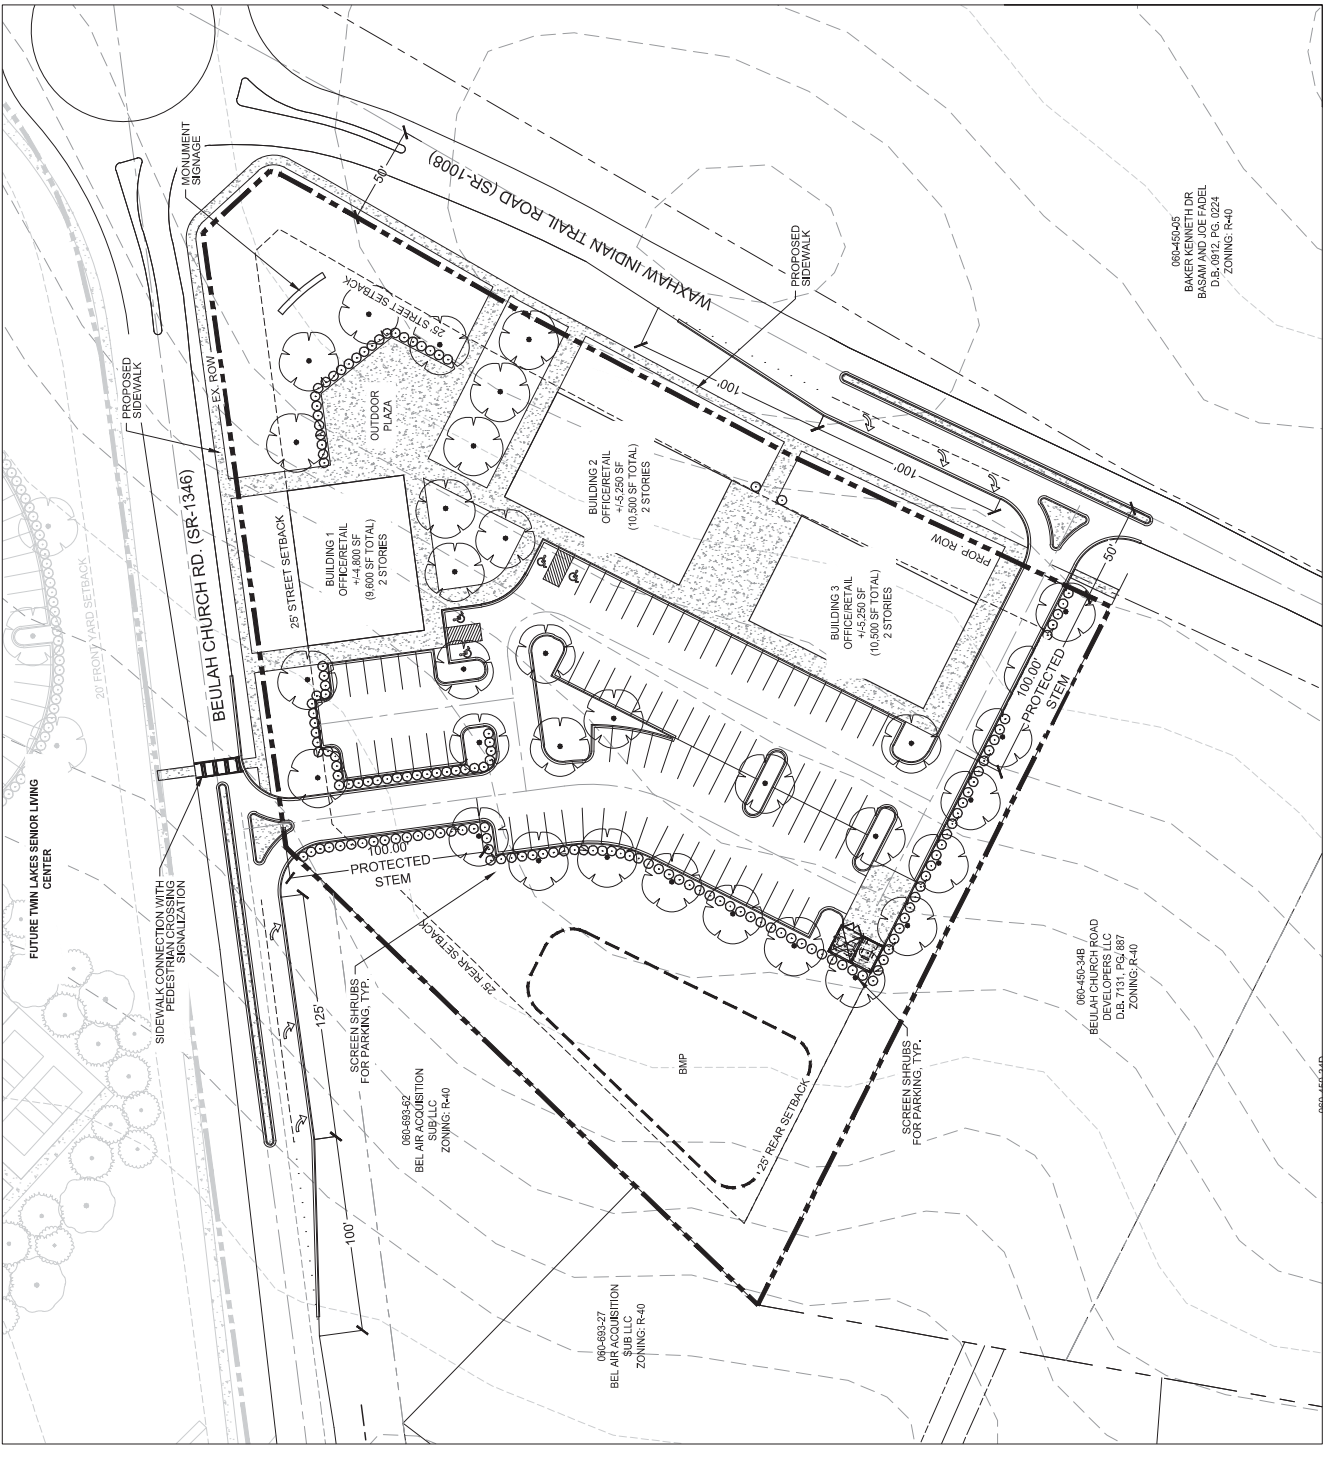 MONUMENT
SIGNAGE
50'
WAXHAW INDIAN TRAIL ROAD (SR-1008)
060-450-05
BAKER KENNETH DR
BASAM AND JOE FADEL
D.B. 0912, PG. 0224
ZONING: R-40
PROPOSED
SIDEWALK
PROPOSED
SIDEWALK
EX. ROW
25' STREET SETBACK
OUTDOOR
PLAZA
100'
100'
BEULAH CHURCH RD. (SR-1346)
25' STREET SETBACK
BUILDING 1
OFFICE/RETAIL
+/-4,800 SF
(9,600 SF TOTAL)
2 STORIES
BUILDING 2
OFFICE/RETAIL
+/-5,250 SF
(10,500 SF TOTAL)
2 STORIES
BUILDING 3
OFFICE/RETAIL
+/-5,250 SF
(10,500 SF TOTAL)
2 STORIES
PROP ROW
50'
20' FRONT YARD SETBACK
100.00'
PROTECTED
STEM
FUTURE TWIN LAKES SENIOR LIVING
CENTER
SIDEWALK CONNECTION WITH
PEDESTRIAN CROSSING
SIGNALIZATION
100.00'
PROTECTED
STEM
25' REAR SETBACK
125'
SCREEN SHRUBS
FOR PARKING, TYP.
060-693-62
BEL AIR ACQUISITION
SUB LLC
ZONING: R-40
BMP
25' REAR SETBACK
SCREEN SHRUBS
FOR PARKING, TYP.
060-450-34B
BEULAH CHURCH ROAD
DEVELOPERS LLC
D.B. 7131, PG. 887
ZONING: R-40
100'
060-693-27
BEL AIR ACQUISITION
SUB LLC
ZONING: R-40